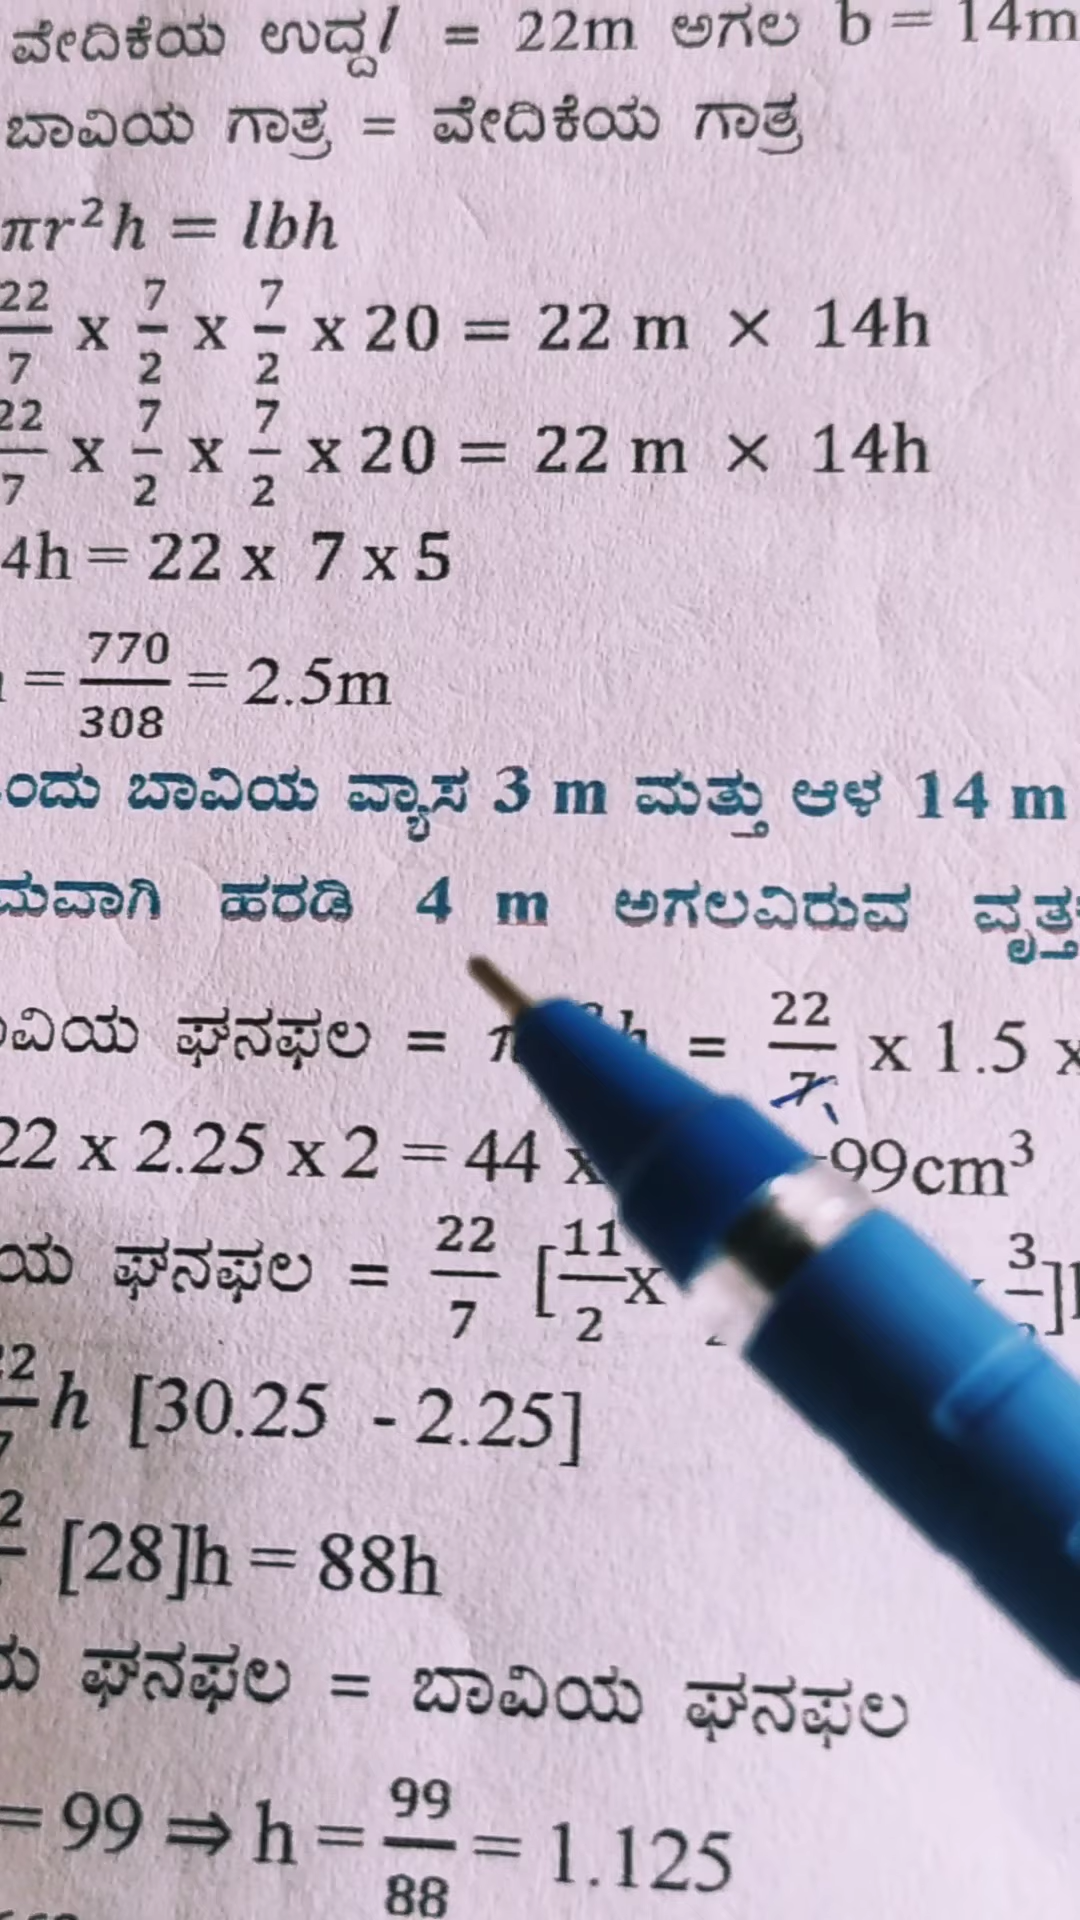 ವೇದಿಕೆಯ ಉದ್ದ l = 22m ಅಗಲ b = 14m
ಬಾವಿಯ ಗಾತ್ರ = ವೇದಿಕೆಯ ಗಾತ್ರ
πr²h = lbh
22/7 x 7/2 x 7/2 x 20 = 22 m × 14h
22/7 x 7/2 x 7/2 x 20 = 22 m × 14h
4h = 22 x 7 x 5
= 770/308 = 2.5m
ಬಾವಿಯ ವ್ಯಾಸ 3 m ಮತ್ತು ಆಳ 14 m
ಹರಡಿ 4 m ಅಗಲವಿರುವ
ಘನಫಲ = = 22/7 x 1.5 x
22 x 2.25 x 2 = 44 x 99cm³
ಘನಫಲ = 22/7 [11/2 x 3 ]
h [30.25 - 2.25]
[28]h = 88h
ಘನಫಲ = ಬಾವಿಯ ಘನಫಲ
= 99 ⇒ h = 99/88 = 1.125